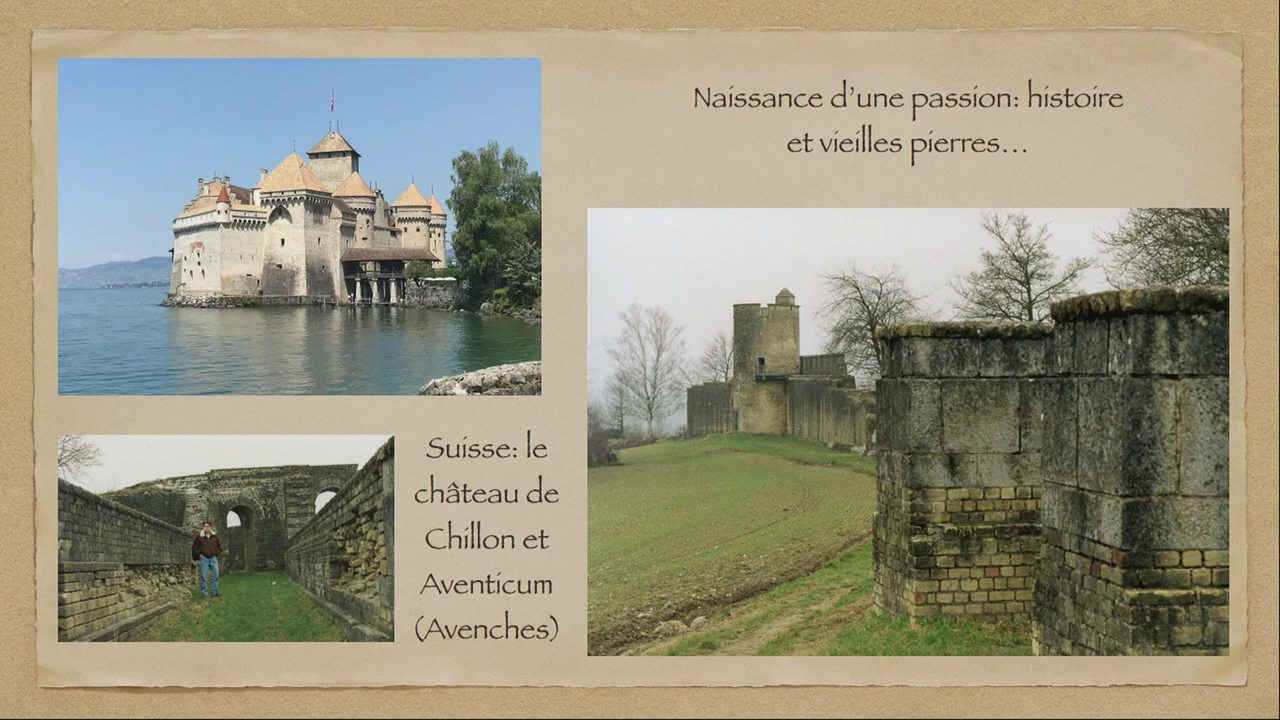 Naissance d’une passion: histoire
et vieilles pierres…
Suisse: le
château de
Chillon et
Aventicum
(Avenches)